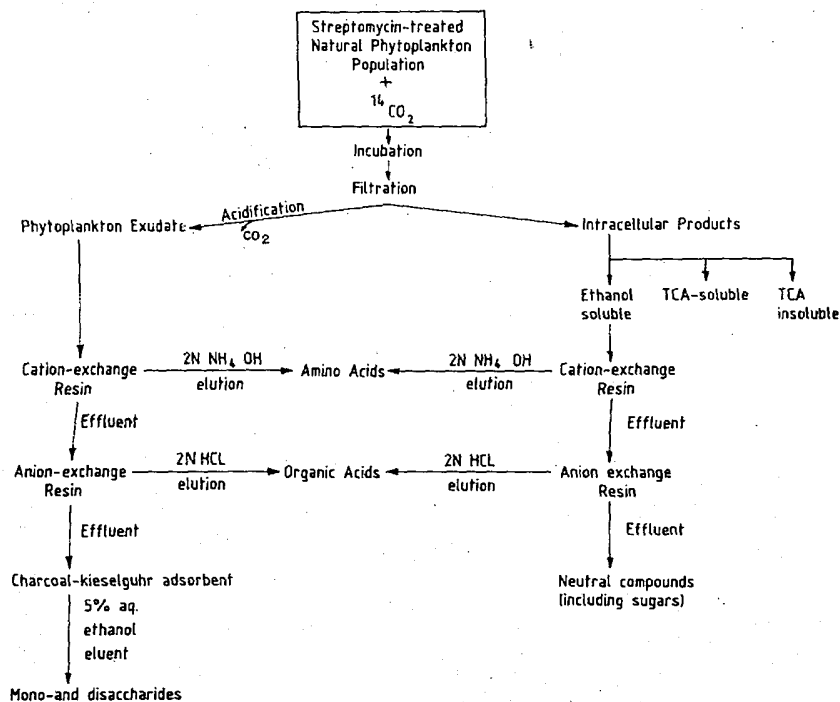 Streptomycin-treated
Natural Phytoplankton
Population
+
14CO2
Incubation
Filtration
Acidification
CO2
Phytoplankton Exudate
Intracellular Products
Ethanol
soluble
TCA-soluble
TCA
insoluble
Cation-exchange
Resin
2N NH4 OH
elution
Amino Acids
2N NH4 OH
elution
Cation-exchange
Resin
Effluent
Effluent
Anion-exchange
Resin
2N HCL
elution
Organic Acids
2N HCL
elution
Anion exchange
Resin
Effluent
Effluent
Charcoal-kieselguhr adsorbent
5% aq.
ethanol
eluent
Neutral compounds
(including sugars)
Mono-and disaccharides